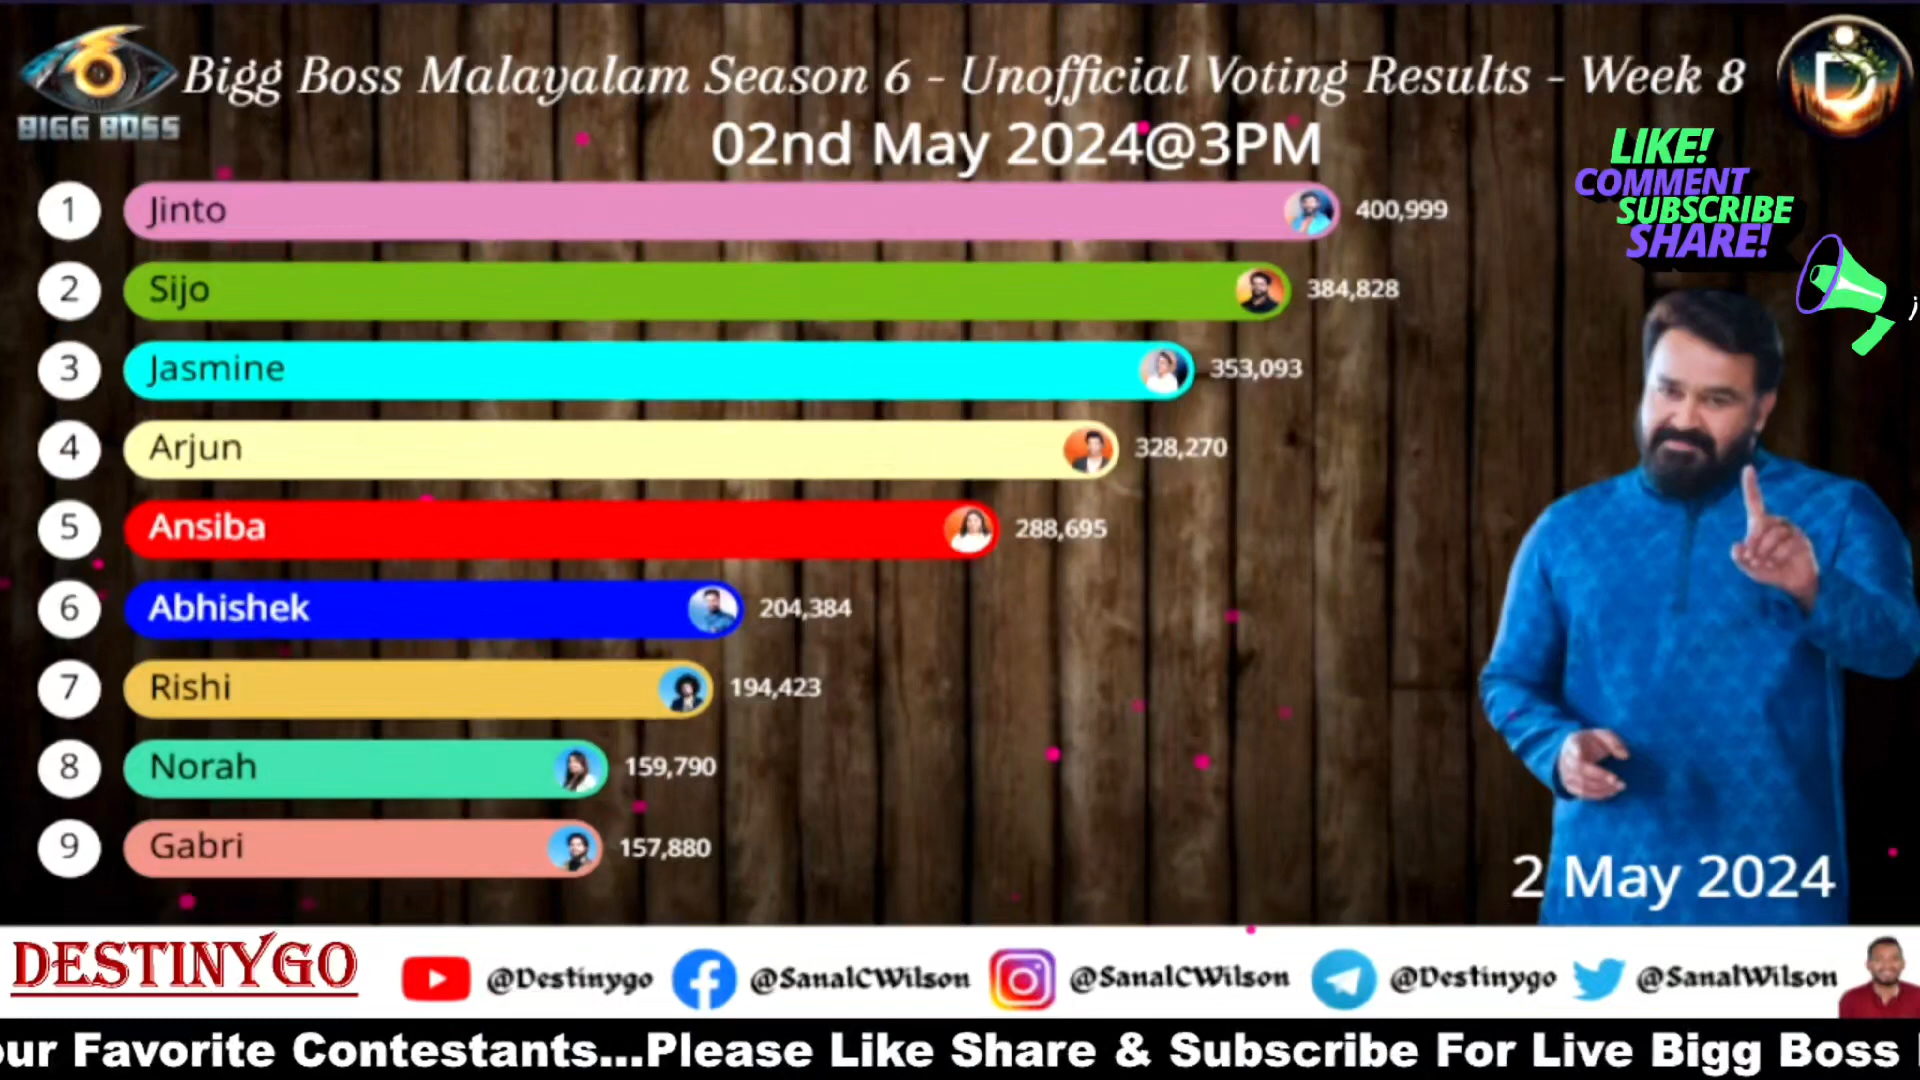 Bigg Boss Malayalam Season 6 - Unofficial Voting Results - Week 8
BIGG BOSS
02nd May 2024@3PM
LIKE!
COMMENT
SUBSCRIBE
SHARE!
D
1 Jinto 400,999
2 Sijo 384,828
3 Jasmine 353,093
4 Arjun 328,270
5 Ansiba 288,695
6 Abhishek 204,384
7 Rishi 194,423
8 Norah 159,790
9 Gabri 157,880
2 May 2024
DESTINYGO @Destinygo @SanalCWilson @SanalCWilson @Destinygo @SanalWilson
our Favorite Contestants...Please Like Share & Subscribe For Live Bigg Boss